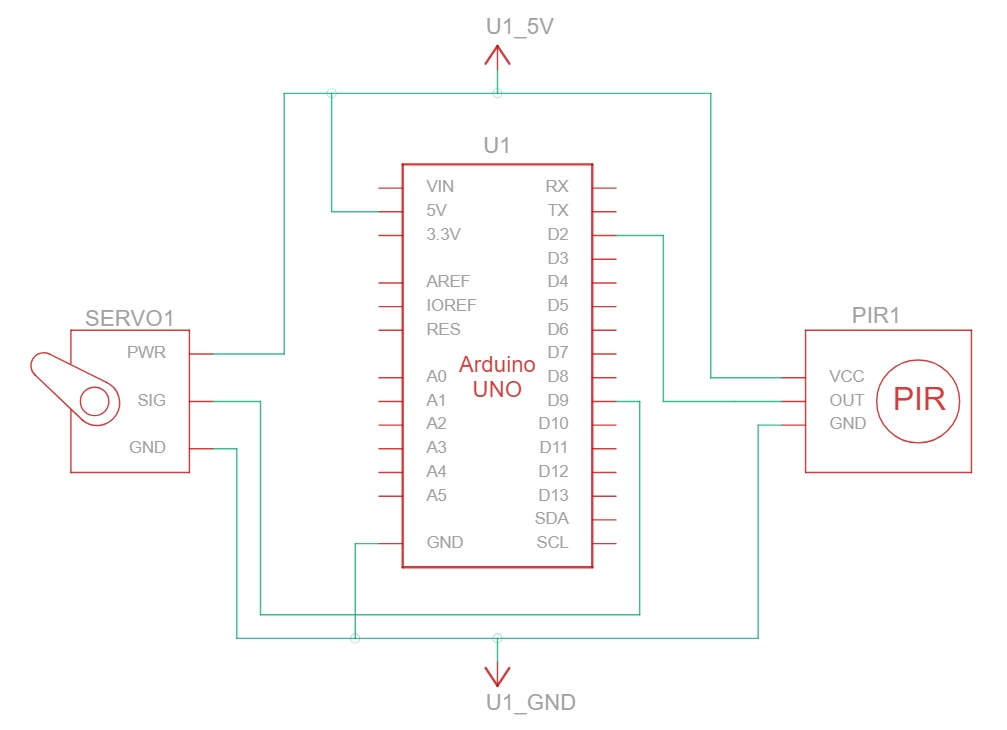 U1_5V
U1
VIN RX
5V TX
3.3V D2
D3
AREF D4
IOREF D5
RES D6
D7
A0 D8
A1 D9
A2 D10
A3 D11
A4 D12
A5 D13
SDA
GND SCL
Arduino
UNO
SERVO1
PWR
SIG
GND
PIR1
VCC
OUT
GND
PIR
U1_GND